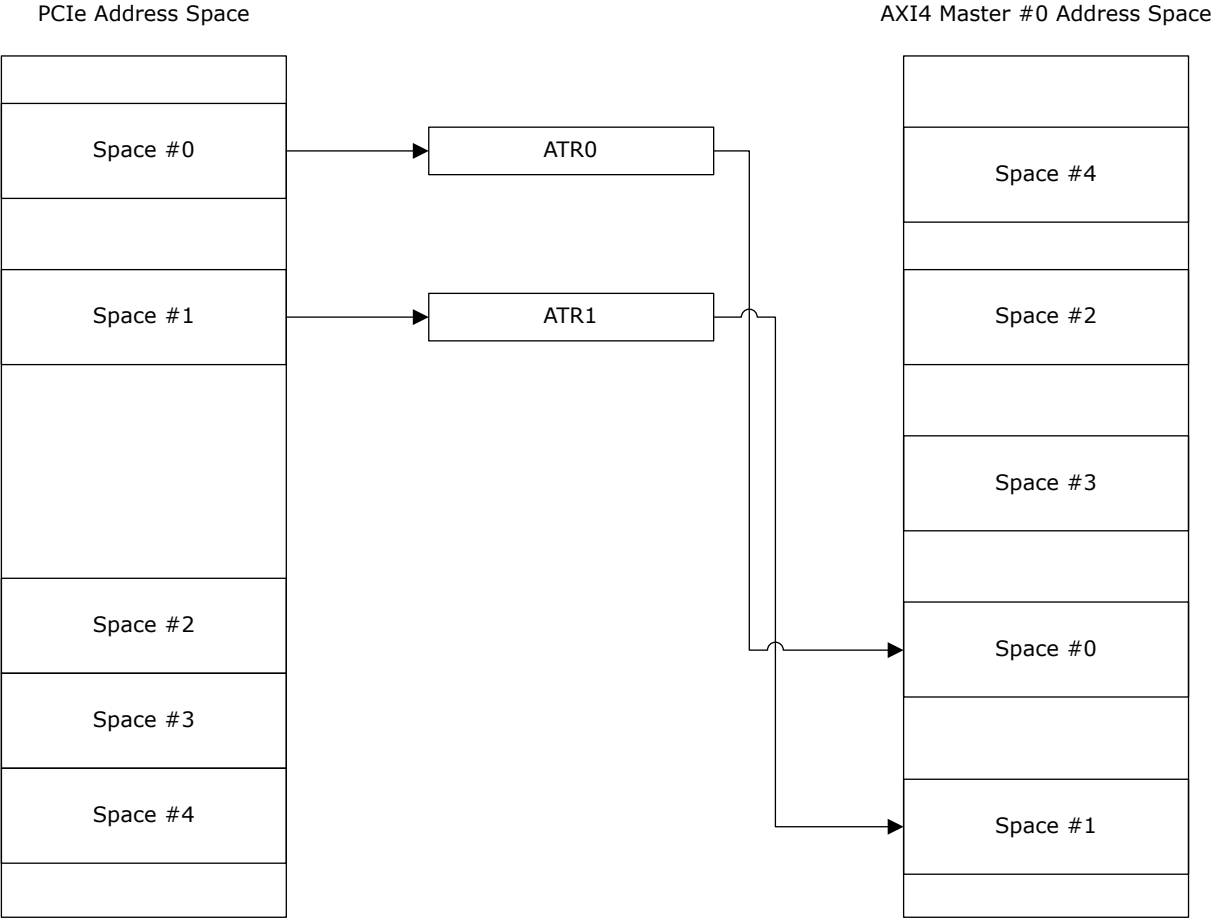 PCIe Address Space
AXI4 Master #0 Address Space
Space #0
ATR0
Space #4
Space #1
ATR1
Space #2
Space #3
Space #2
Space #0
Space #3
Space #4
Space #1